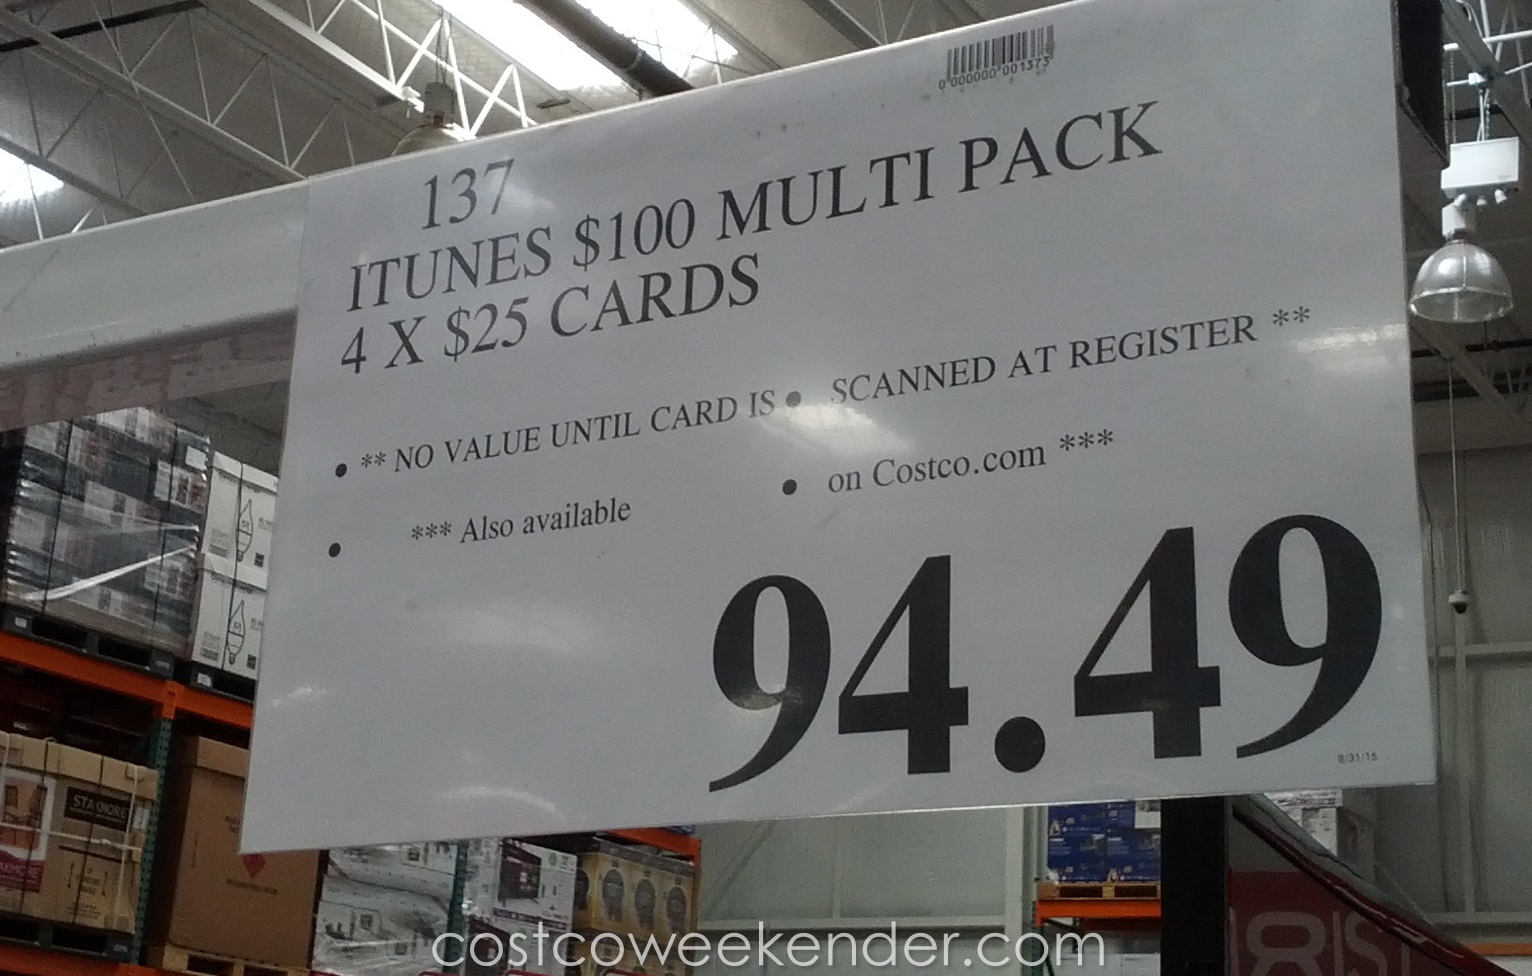 0 000000 001373
137
ITUNES $100 MULTI PACK
4 X $25 CARDS
• ** NO VALUE UNTIL CARD IS • SCANNED AT REGISTER **
• *** Also available • on Costco.com ***
94.49
8/31/15
costcoweekender.com